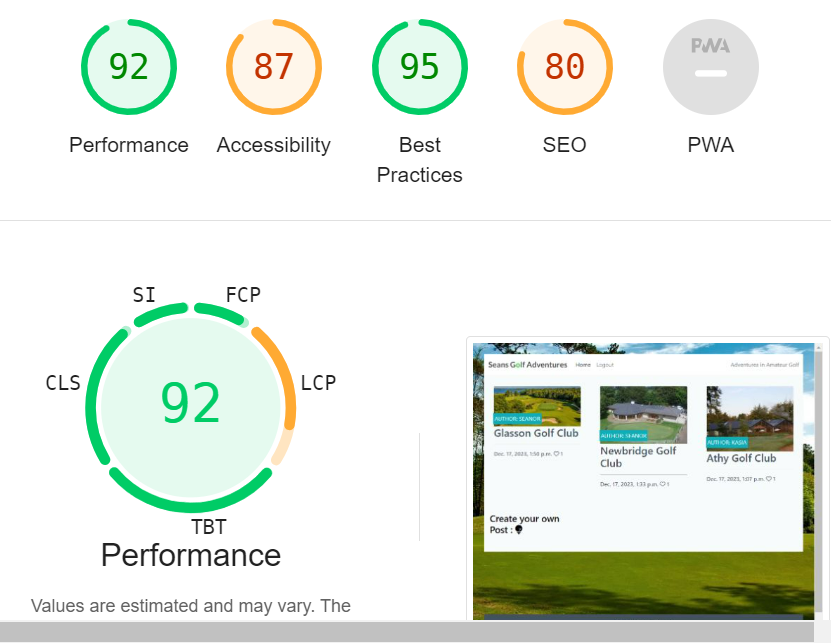 92
87
95
80
PWA
Performance
Accessibility
Best
Practices
SEO
PWA
SI
FCP
CLS
LCP
92
TBT
Performance
Values are estimated and may vary. The
Seans Golf Adventures Home Logout Adventures in Amateur Golf
AUTHOR: SEANOR
Glasson Golf Club
Dec. 17, 2023, 1:50 p.m. 1
AUTHOR: SEANOR
Newbridge Golf
Club
Dec. 17, 2023, 1:33 p.m. 1
AUTHOR: KASIA
Athy Golf Club
Dec. 17, 2023, 1:07 p.m. 1
Create your own
Post :